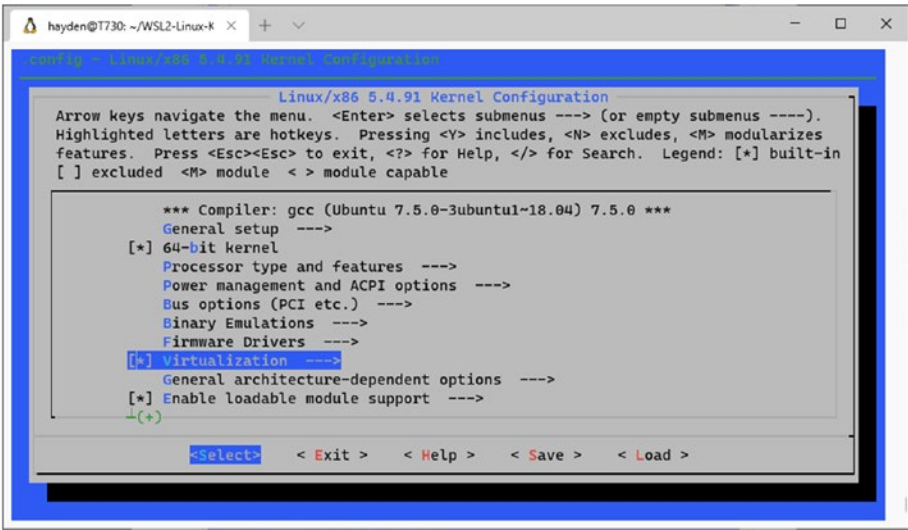 hayden@T730: ~/WSL2-Linux-K
.config - Linux/x86 5.4.91 Kernel Configuration
Linux/x86 5.4.91 Kernel Configuration
Arrow keys navigate the menu.  <Enter> selects submenus ---> (or empty submenus ----).
Highlighted letters are hotkeys.  Pressing <Y> includes, <N> excludes, <M> modularizes
features.  Press <Esc><Esc> to exit, <?> for Help, </> for Search.  Legend: [*] built-in
[ ] excluded  <M> module  < > module capable
*** Compiler: gcc (Ubuntu 7.5.0-3ubuntu1~18.04) 7.5.0 ***
General setup  --->
[*] 64-bit kernel
Processor type and features  --->
Power management and ACPI options  --->
Bus options (PCI etc.)  --->
Binary Emulations  --->
Firmware Drivers  --->
[*] Virtualization  --->
General architecture-dependent options  --->
[*] Enable loadable module support  --->
(+)
<Select>    < Exit >    < Help >    < Save >    < Load >